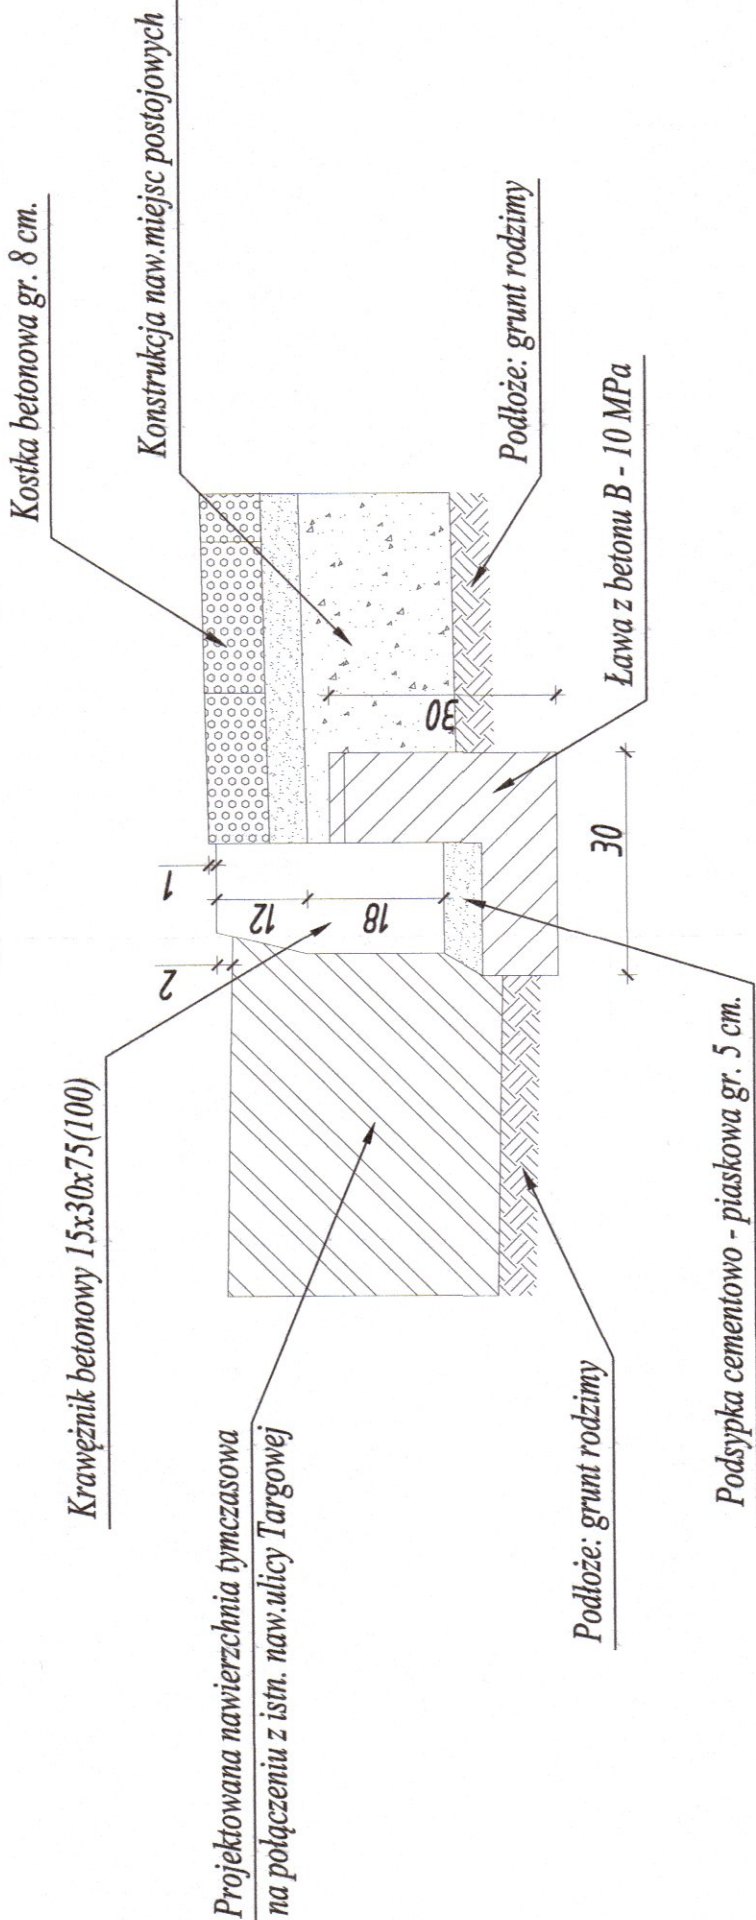 Kostka betonowa gr. 8 cm.
Konstrukcja naw.miejsc postojowych
Podłoże: grunt rodzimy
Ława z betonu B - 10 MPa
Krawężnik betonowy 15x30x75(100)
Projektowana nawierzchnia tymczasowa
na połączeniu z istn. naw.ulicy Targowej
Podłoże: grunt rodzimy
Podsypka cementowo - piaskowa gr. 5 cm.
1
2
12
18
30
30